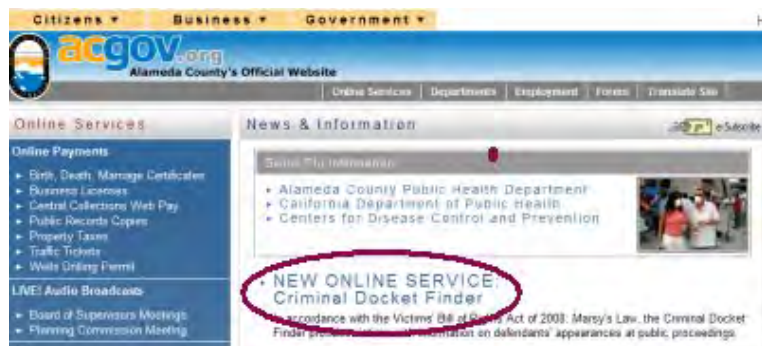 Citizens Business Government
acgov.org
Alameda County's Official Website
Online Services Departments Employment Forms Translate Site
Online Services
News & Information
e-Subscribe
Online Payments
Birth, Death, Marriage Certificates
Business Licenses
Central Collections Web Pay
Public Records Copies
Property Taxes
Traffic Tickets
Wells Drilling Permit
LIVE! Audio Broadcasts
Board of Supervisors Meetings
Planning Commission Meeting
Swine Flu Information
Alameda County Public Health Department
California Department of Public Health
Centers for Disease Control and Prevention
NEW ONLINE SERVICE:
Criminal Docket Finder
In accordance with the Victims' Bill of Rights Act of 2008: Marsy's Law, the Criminal Docket
Finder information on defendants' appearances at public proceedings.